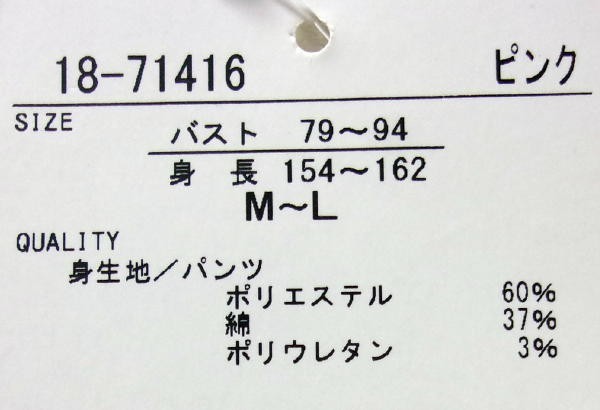 18-71416 ピンク
SIZE
バスト 79〜94
身 長 154〜162
M〜L
QUALITY
身生地／パンツ
ポリエステル 60%
綿 37%
ポリウレタン 3%